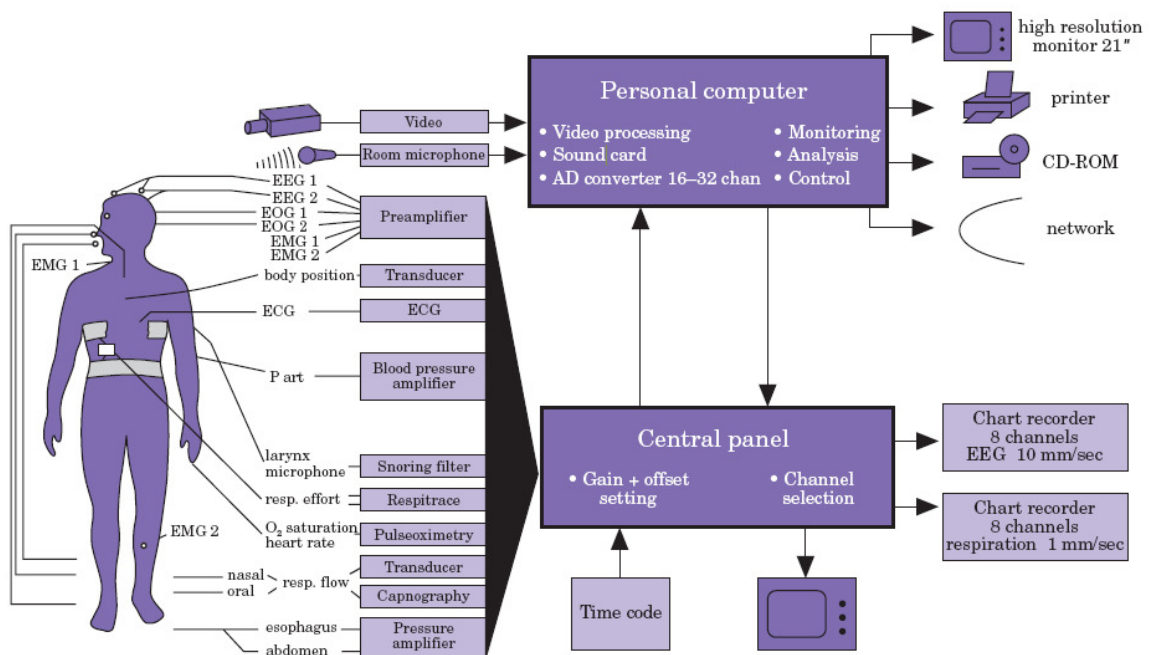 high resolution
monitor 21″
Personal computer
• Video processing
• Sound card
• AD converter 16–32 chan
• Monitoring
• Analysis
• Control
printer
CD-ROM
network
Video
Room microphone
EEG 1
EEG 2
EOG 1
EOG 2
EMG 1
EMG 2
Preamplifier
EMG 1
body position
Transducer
ECG
ECG
P art
Blood pressure
amplifier
larynx
microphone
Snoring filter
resp. effort
Respitrace
O₂ saturation
heart rate
Pulseoximetry
EMG 2
nasal
oral
resp. flow
Transducer
Capnography
esophagus
abdomen
Pressure
amplifier
Central panel
• Gain + offset
setting
• Channel
selection
Time code
Chart recorder
8 channels
EEG 10 mm/sec
Chart recorder
8 channels
respiration 1 mm/sec